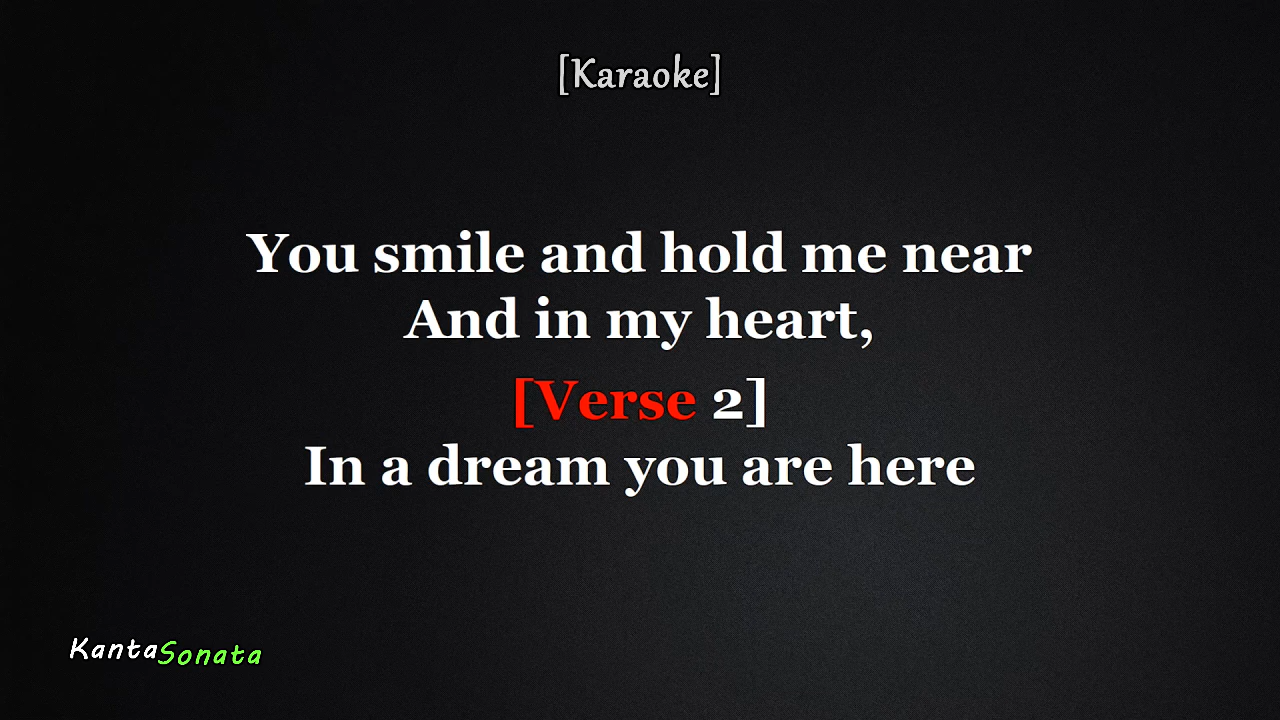 [Karaoke]
You smile and hold me near
And in my heart,
[Verse 2]
In a dream you are here
KantaSonata